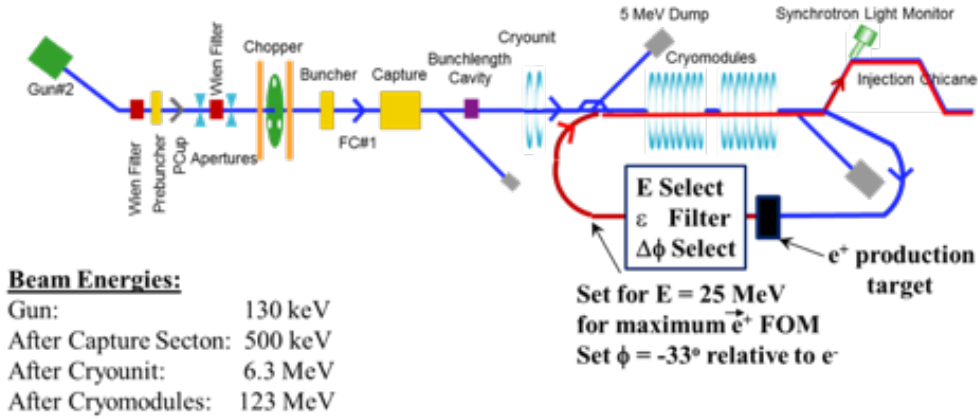 5 MeV Dump
Synchrotron Light Monitor
Cryounit
Wien Filter
Chopper
Bunchlength
Cavity
Cryomodules
Buncher
Capture
Injection Chicane
Gun#2
FC#1
Wien Filter
Prebuncher
PCup
Apertures
E Select
ε Filter
Δϕ Select
e⁺ production
target
Set for E = 25 MeV
for maximum e⃗⁺ FOM
Set ϕ = -33° relative to e⁻
Beam Energies:
Gun: 130 keV
After Capture Secton: 500 keV
After Cryounit: 6.3 MeV
After Cryomodules: 123 MeV